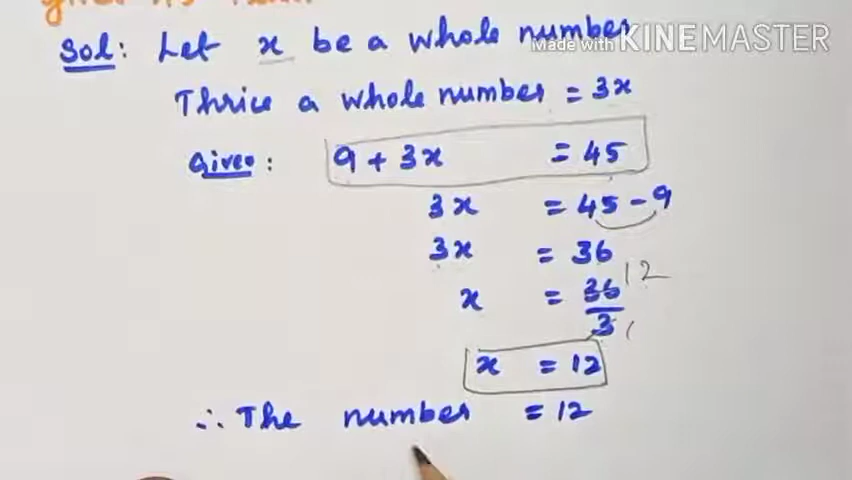 Sol: Let x be a whole number
Made with KINEMASTER
Thrice a whole number = 3x
Given: 9 + 3x = 45
3x = 45 - 9
3x = 36
x = 36/3 12 1
x = 12
∴ The number = 12